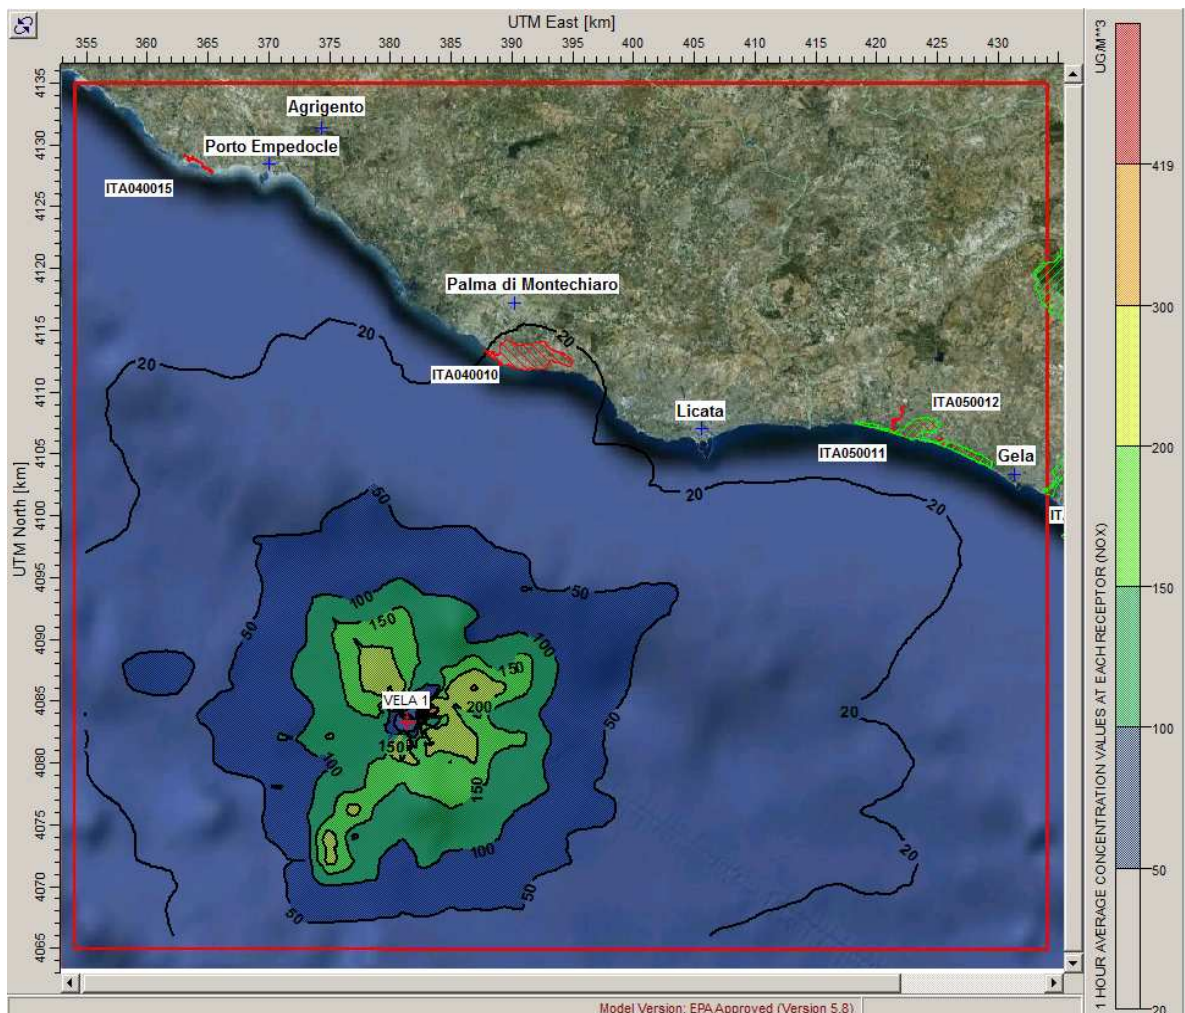 UTM East [km]
355 360 365 370 375 380 385 390 395 400 405 410 415 420 425 430
UTM North [km]
4135
4130
4125
4120
4115
4110
4105
4100
4095
4090
4085
4080
4075
4070
4065
Agrigento
Porto Empedocle
ITA040015
Palma di Montechiaro
20
20
20
ITA040010
ITA050012
Licata
ITA050011
Gela
20
20
50
IT
50
50
100
150
100
150
VELA 1
200
20
50
150
100
150
100
20
50
50
UG/M**3
419
300
200
150
100
50
20
1 HOUR AVERAGE CONCENTRATION VALUES AT EACH RECEPTOR (NOX)
Model Version: EPA Approved (Version 5.8)